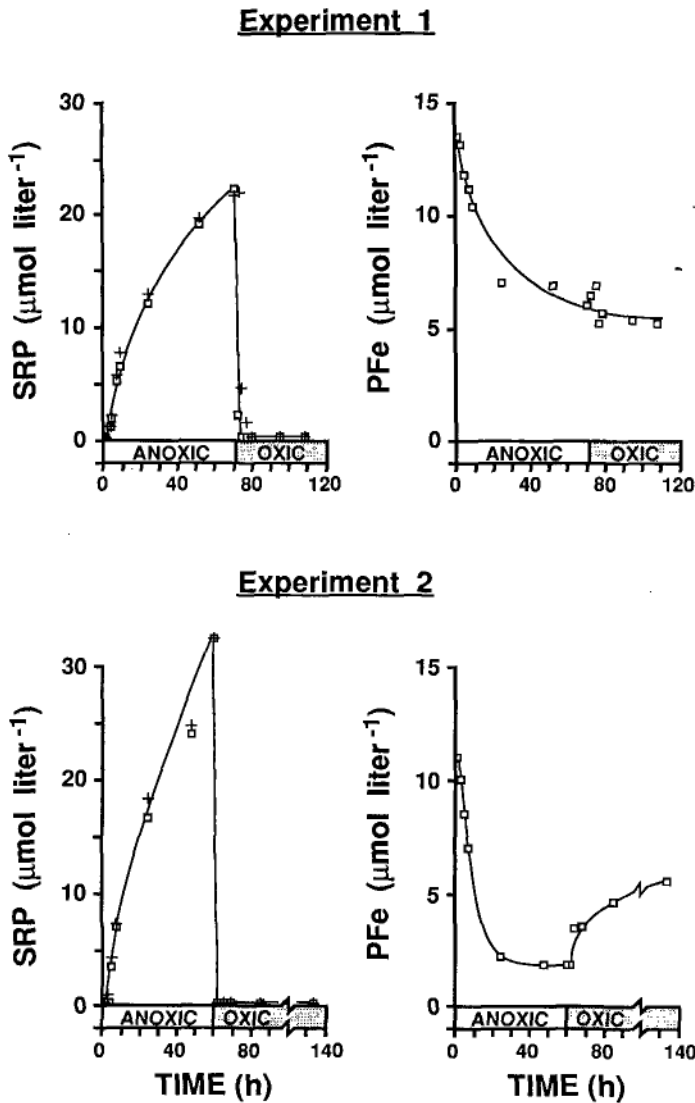 Experiment 1
SRP (μmol liter⁻¹)
30
20
10
0
ANOXIC OXIC
0 40 80 120
PFe (μmol liter⁻¹)
15
10
5
0
ANOXIC OXIC
0 40 80 120
Experiment 2
SRP (μmol liter⁻¹)
30
20
10
0
ANOXIC OXIC
0 40 80 140
TIME (h)
PFe (μmol liter⁻¹)
15
10
5
0
ANOXIC OXIC
0 40 80 140
TIME (h)